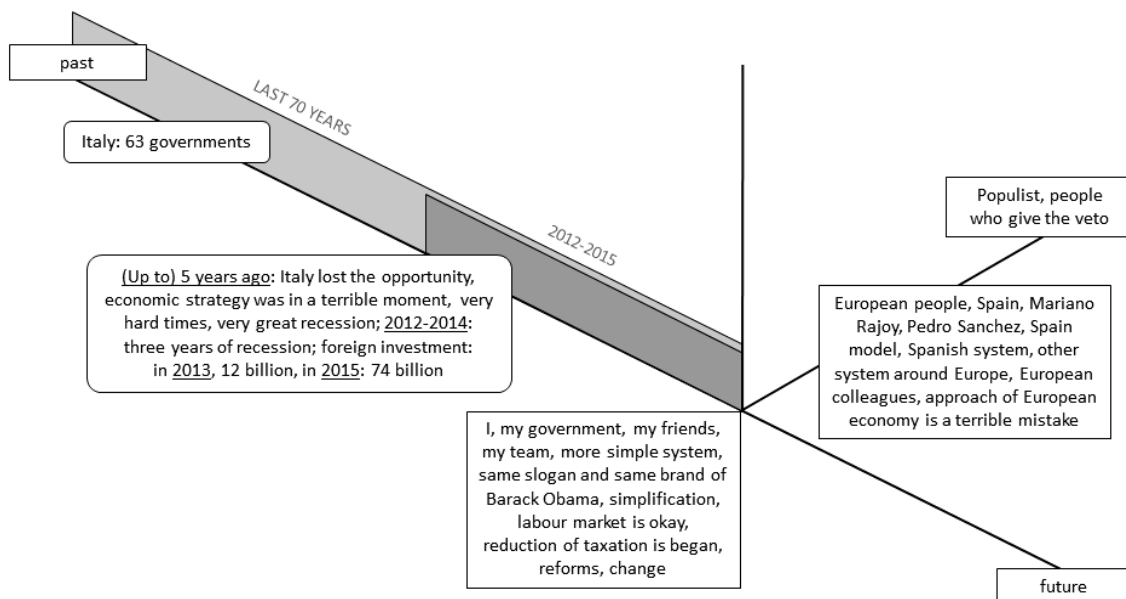 past
LAST 70 YEARS
Italy: 63 governments
2012-2015
Populist, people
who give the veto
(Up to) 5 years ago: Italy lost the opportunity,
economic strategy was in a terrible moment, very
hard times, very great recession; 2012-2014:
three years of recession; foreign investment:
in 2013, 12 billion, in 2015: 74 billion
European people, Spain, Mariano
Rajoy, Pedro Sanchez, Spain
model, Spanish system, other
system around Europe, European
colleagues, approach of European
economy is a terrible mistake
I, my government, my friends,
my team, more simple system,
same slogan and same brand of
Barack Obama, simplification,
labour market is okay,
reduction of taxation is began,
reforms, change
future